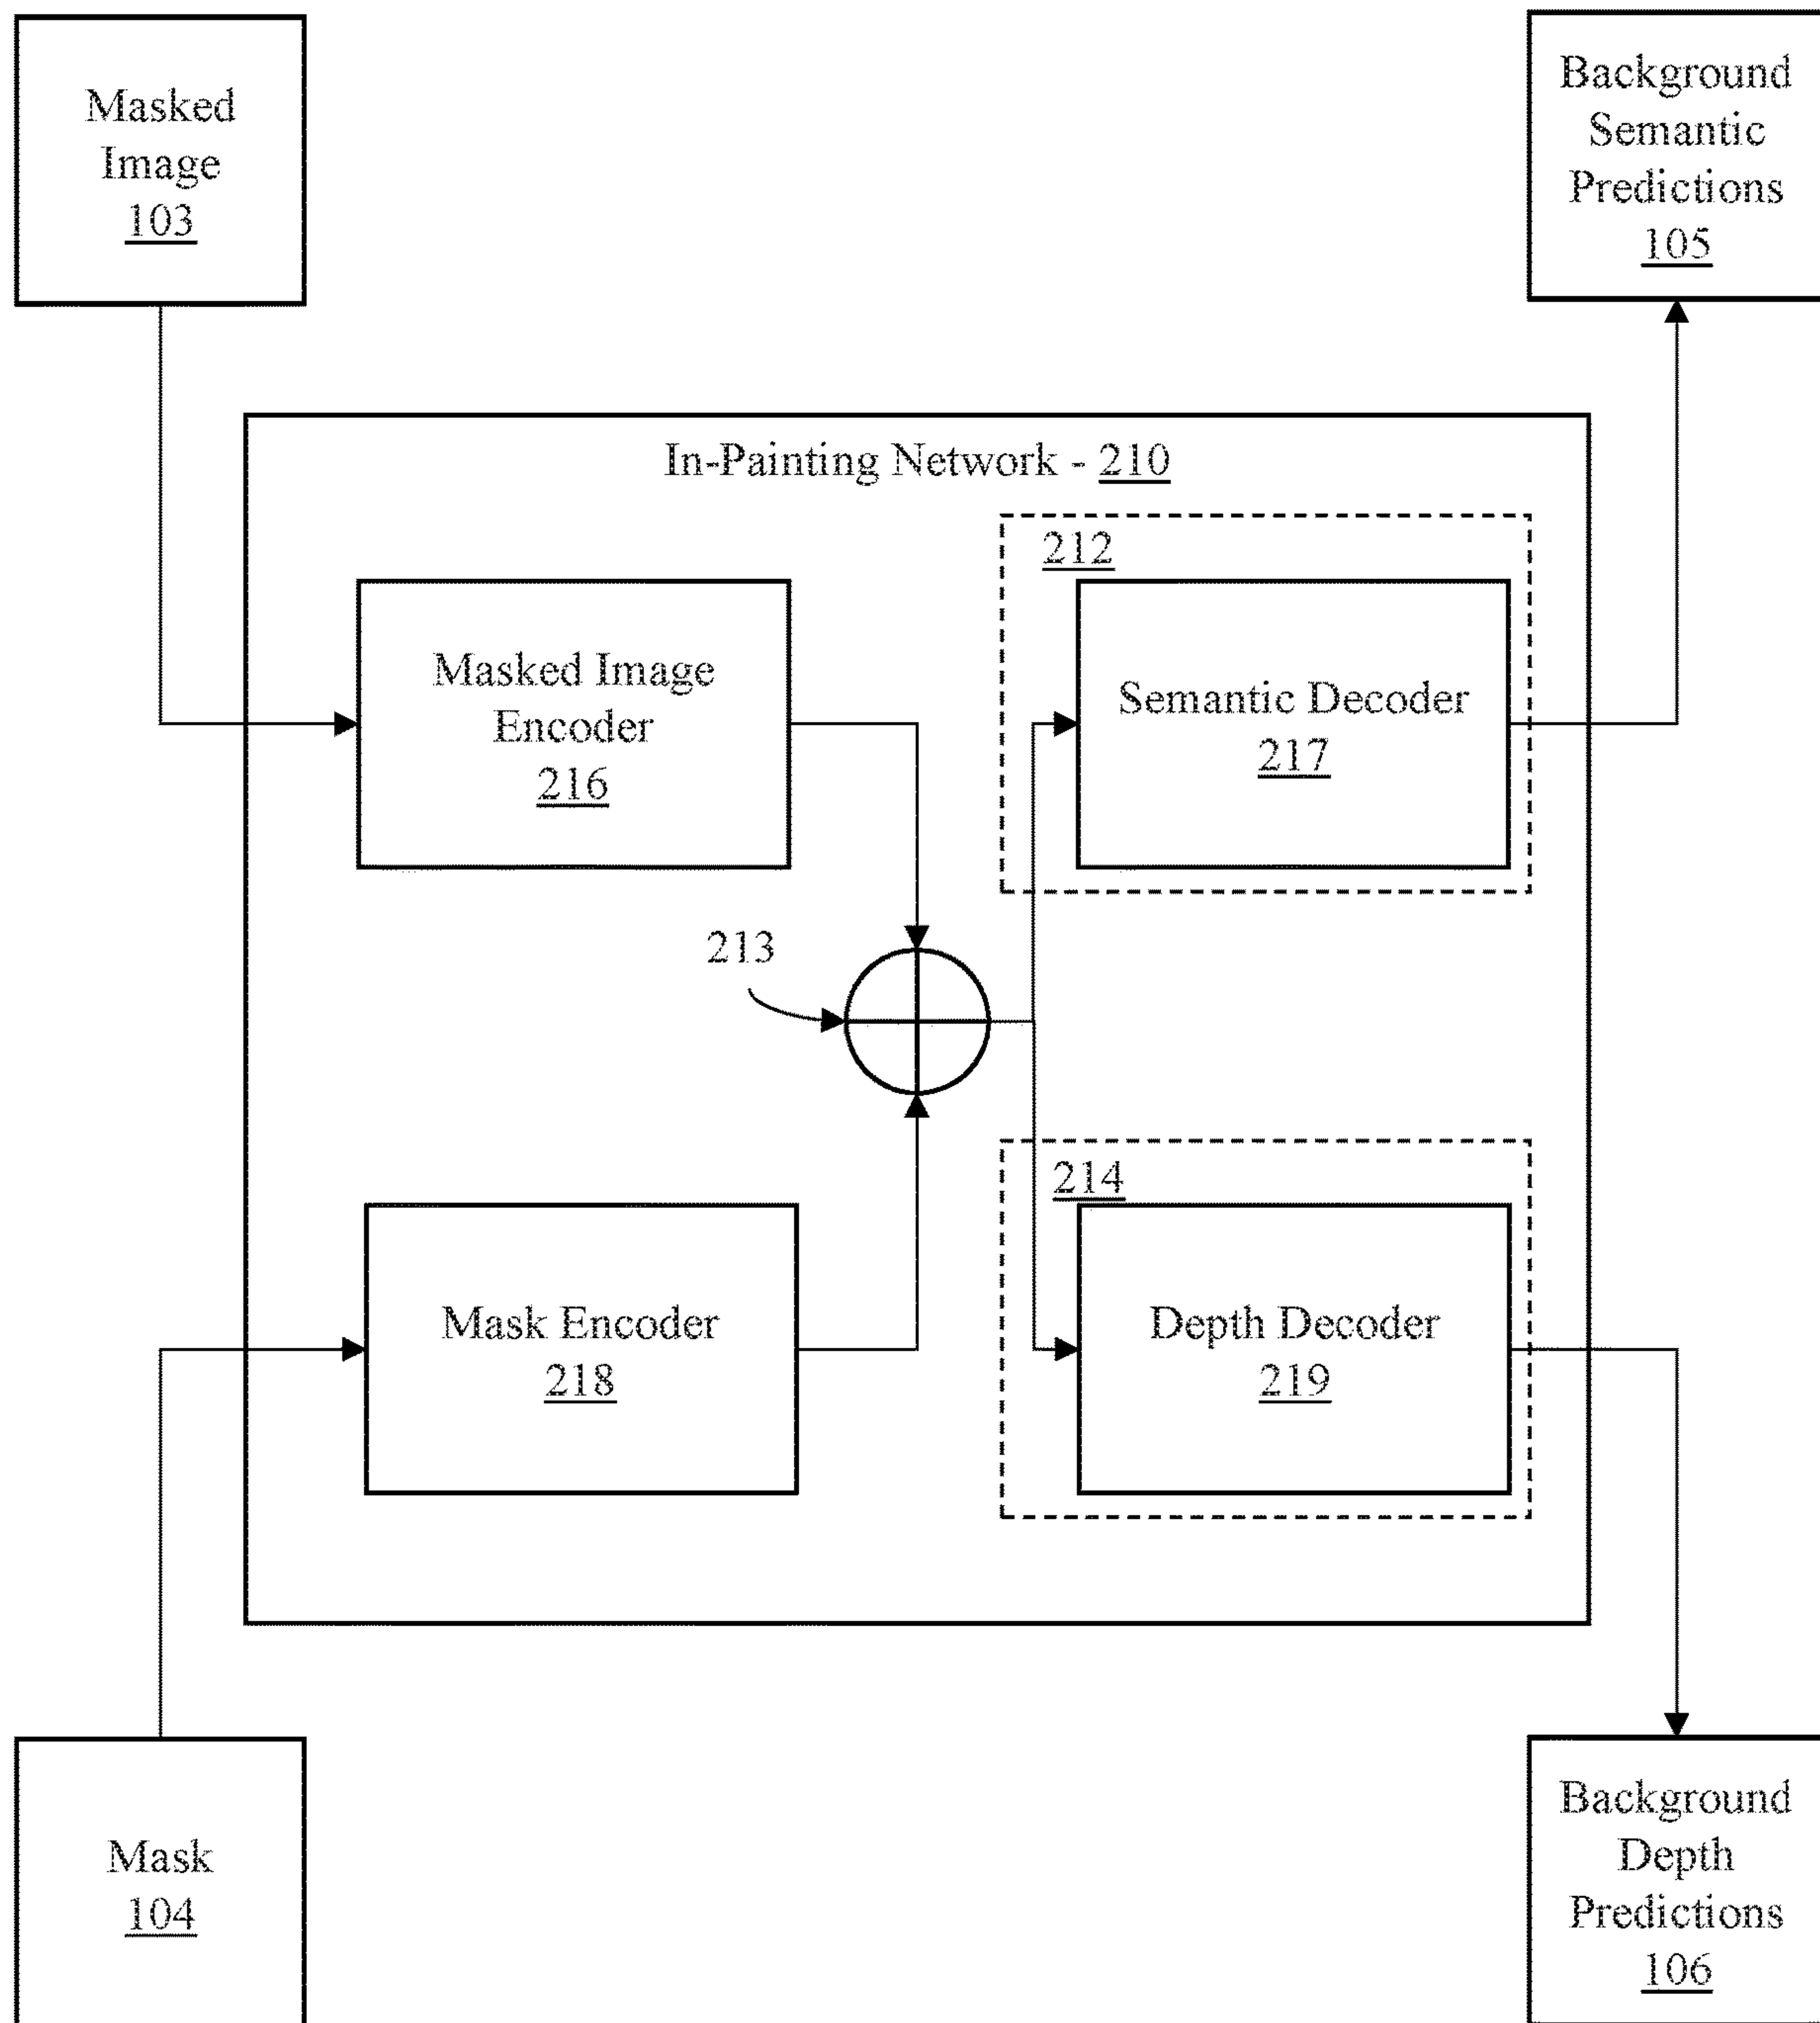 Masked
Image
103
Background
Semantic
Predictions
105
In-Painting Network - 210
212
Masked Image
Encoder
216
Semantic Decoder
217
213
214
Mask Encoder
218
Depth Decoder
219
Mask
104
Background
Depth
Predictions
106